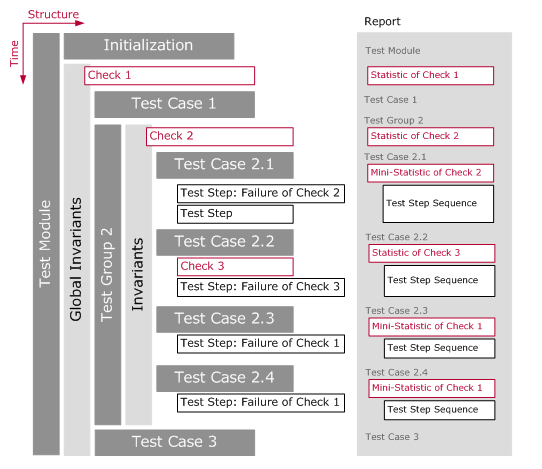 Structure
Time
Test Module
Initialization
Global Invariants
Check 1
Test Case 1
Test Group 2
Invariants
Check 2
Test Case 2.1
Test Step: Failure of Check 2
Test Step
Test Case 2.2
Check 3
Test Step: Failure of Check 3
Test Case 2.3
Test Step: Failure of Check 1
Test Case 2.4
Test Step: Failure of Check 1
Test Case 3
Report
Test Module
Statistic of Check 1
Test Case 1
Test Group 2
Statistic of Check 2
Test Case 2.1
Mini-Statistic of Check 2
Test Step Sequence
Test Case 2.2
Statistic of Check 3
Test Step Sequence
Test Case 2.3
Mini-Statistic of Check 1
Test Step Sequence
Test Case 2.4
Mini-Statistic of Check 1
Test Step Sequence
Test Case 3